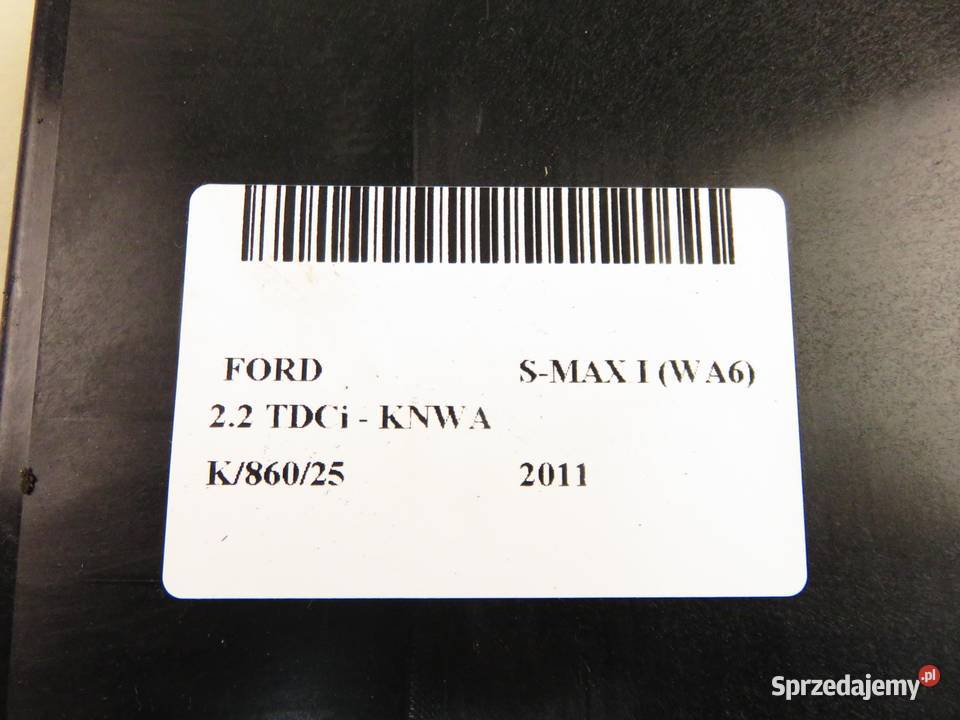 FORD S-MAX I (WA6)
2.2 TDCi - KNWA
K/860/25 2011
Sprzedajemy.pl